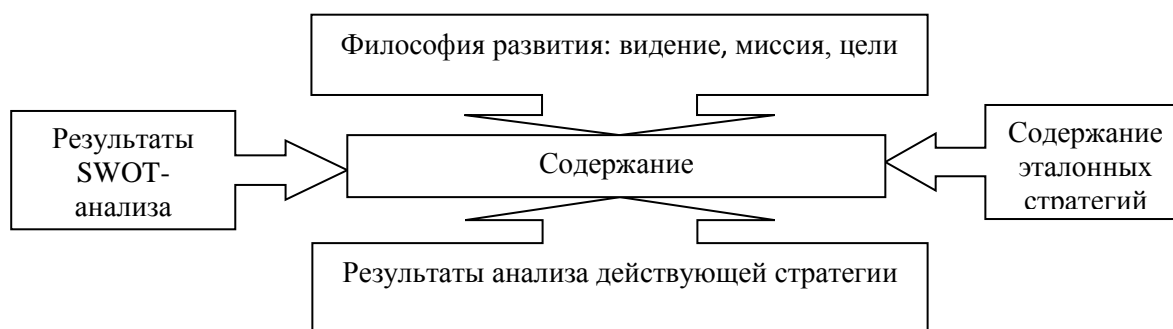 Философия развития: видение, миссия, цели
Результаты
SWOT-
анализа
Содержание
Содержание
эталонных
стратегий
Результаты анализа действующей стратегии